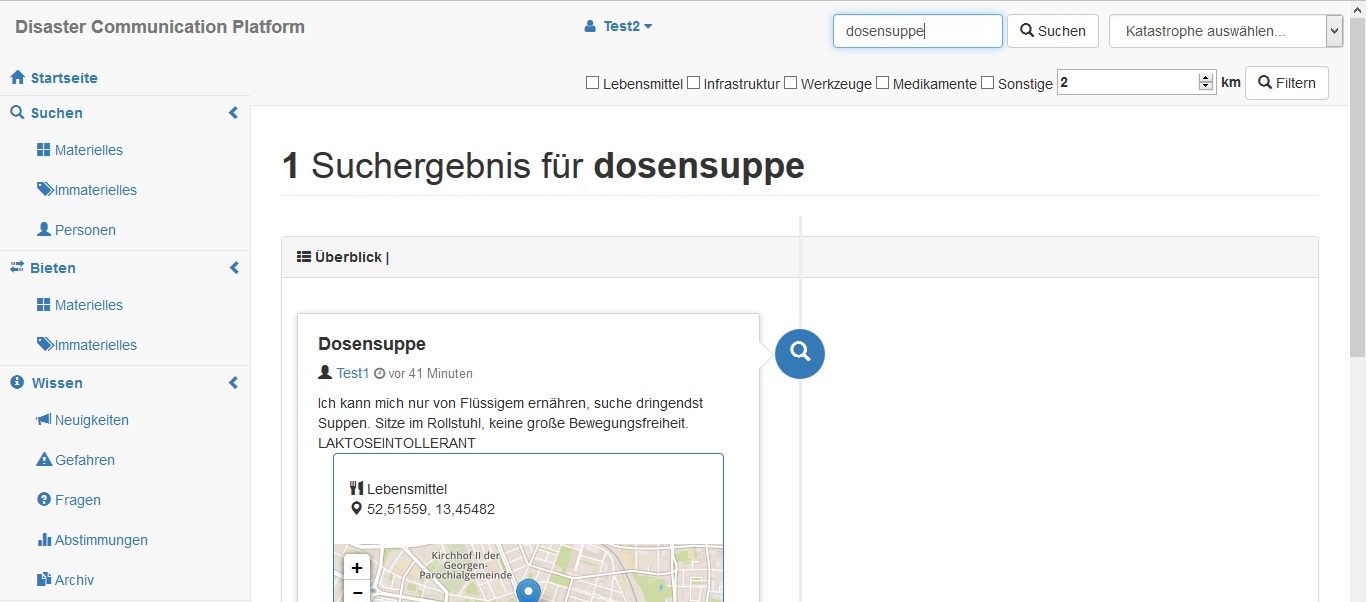 Disaster Communication Platform
Test2
dosensuppe
Suchen
Katastrophe auswählen...
Lebensmittel Infrastruktur Werkzeuge Medikamente Sonstige 2 km Filtern
Startseite
Suchen
Materielles
Immaterielles
Personen
Bieten
Materielles
Immaterielles
Wissen
Neuigkeiten
Gefahren
Fragen
Abstimmungen
Archiv
1 Suchergebnis für dosensuppe
Überblick |
Dosensuppe
Test1 vor 41 Minuten
Ich kann mich nur von Flüssigem ernähren, suche dringendst
Suppen. Sitze im Rollstuhl, keine große Bewegungsfreiheit.
LAKTOSEINTOLLERANT
Lebensmittel
52,51559, 13,45482
+
−
Kirchhof II der
Georgen-
Parochialgemeinde